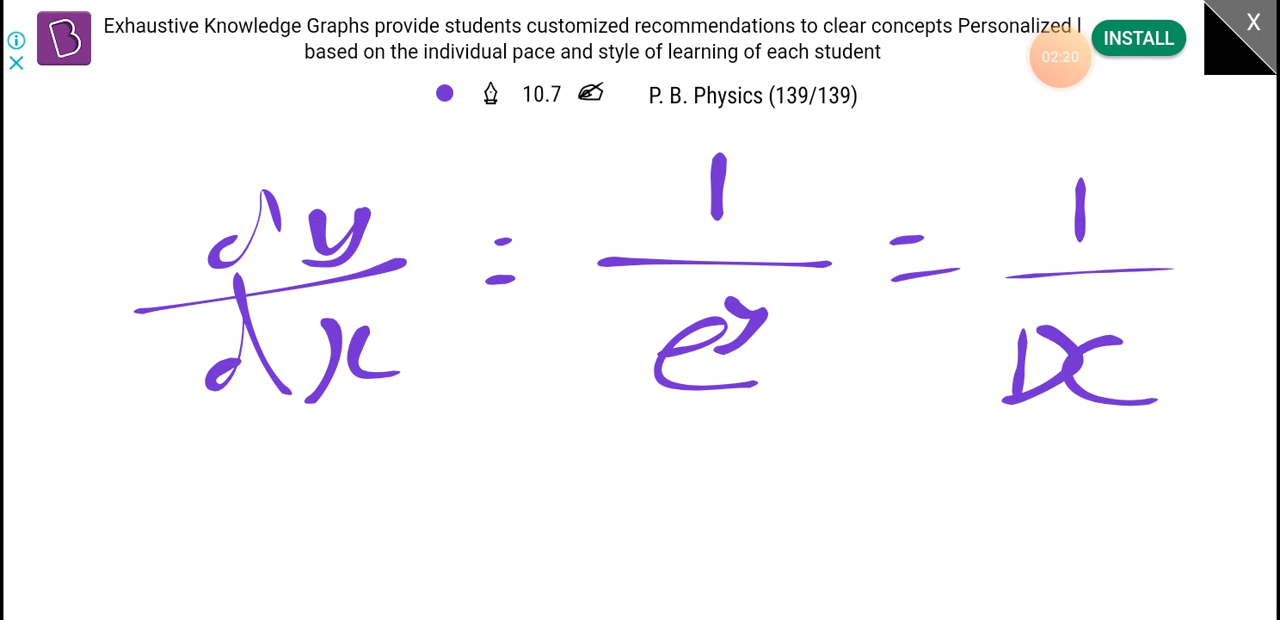 Exhaustive Knowledge Graphs provide students customized recommendations to clear concepts Personalized l
based on the individual pace and style of learning of each student
INSTALL
X
02:20
10.7 P. B. Physics (139/139)
dy/dx = 1/e^y = 1/x